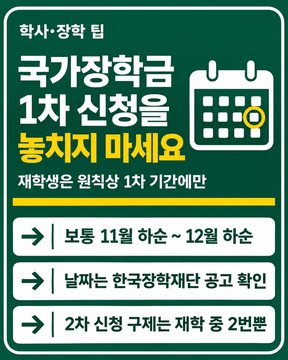 학사·장학 팁
국가장학금
1차 신청을
놓치지 마세요
재학생은 원칙상 1차 기간에만
보통 11월 하순 ~ 12월 하순
날짜는 한국장학재단 공고 확인
2차 신청 구제는 재학 중 2번뿐